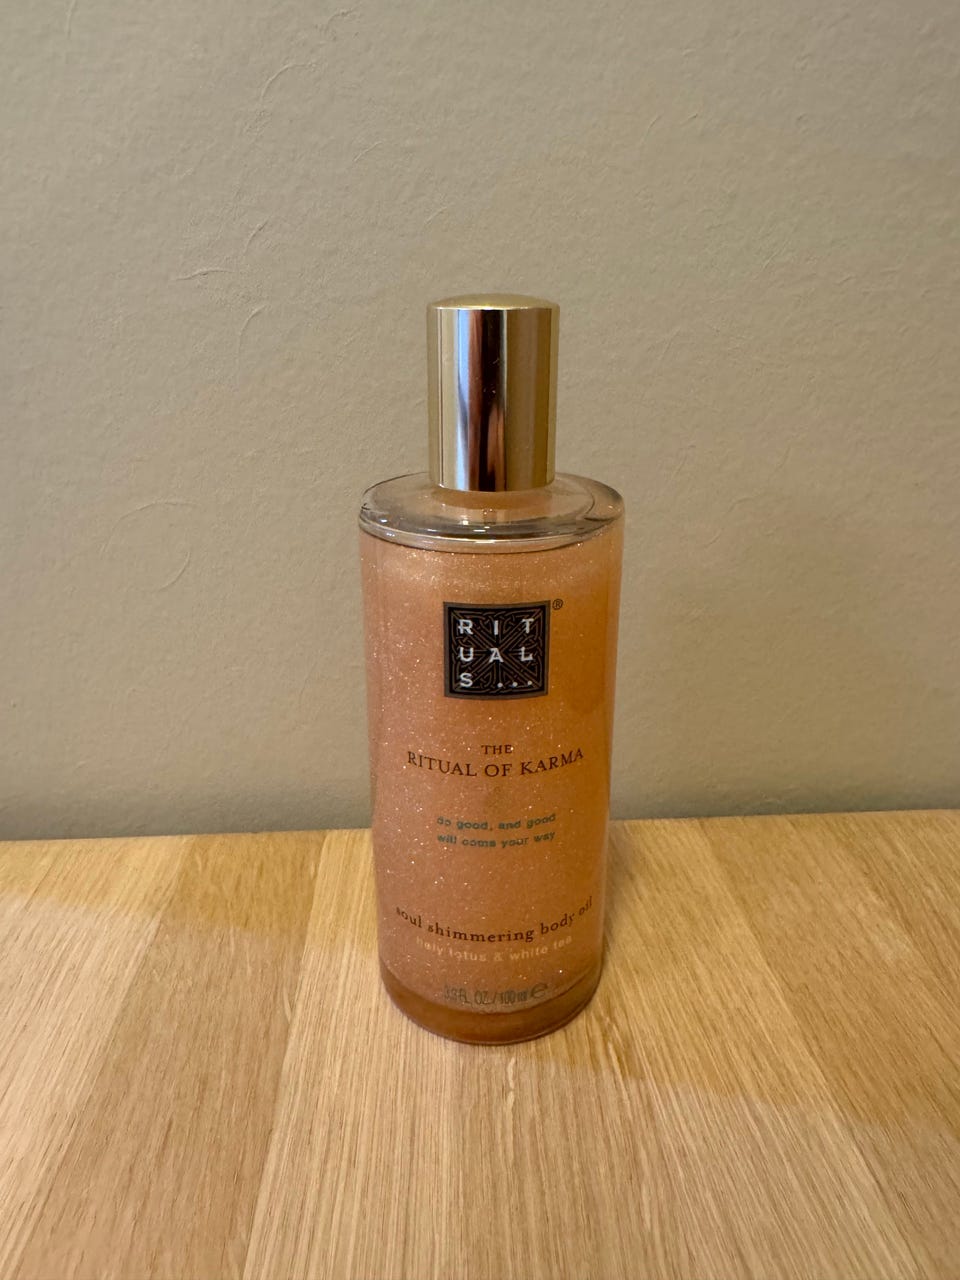 RIT
UAL
S...
®
THE
RITUAL OF KARMA
do good, and good
will come your way
soul shimmering body oil
holy lotus & white tea
3.3 FL. OZ. / 100 ml ℮